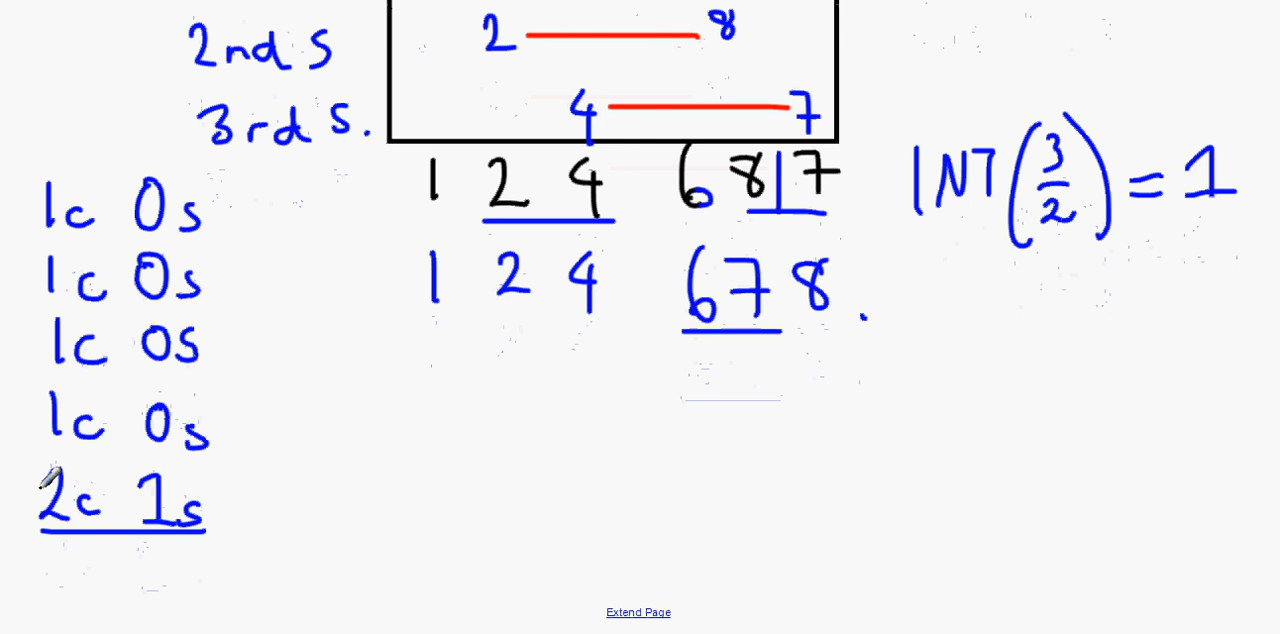 2nd S 2 8
3rd S. 4 7
1 2 4 6 8 7
INT(3/2) = 1
1c 0s
1c 0s 1 2 4 6 7 8.
1c 0s
1c 0s
2c 1s
Extend Page